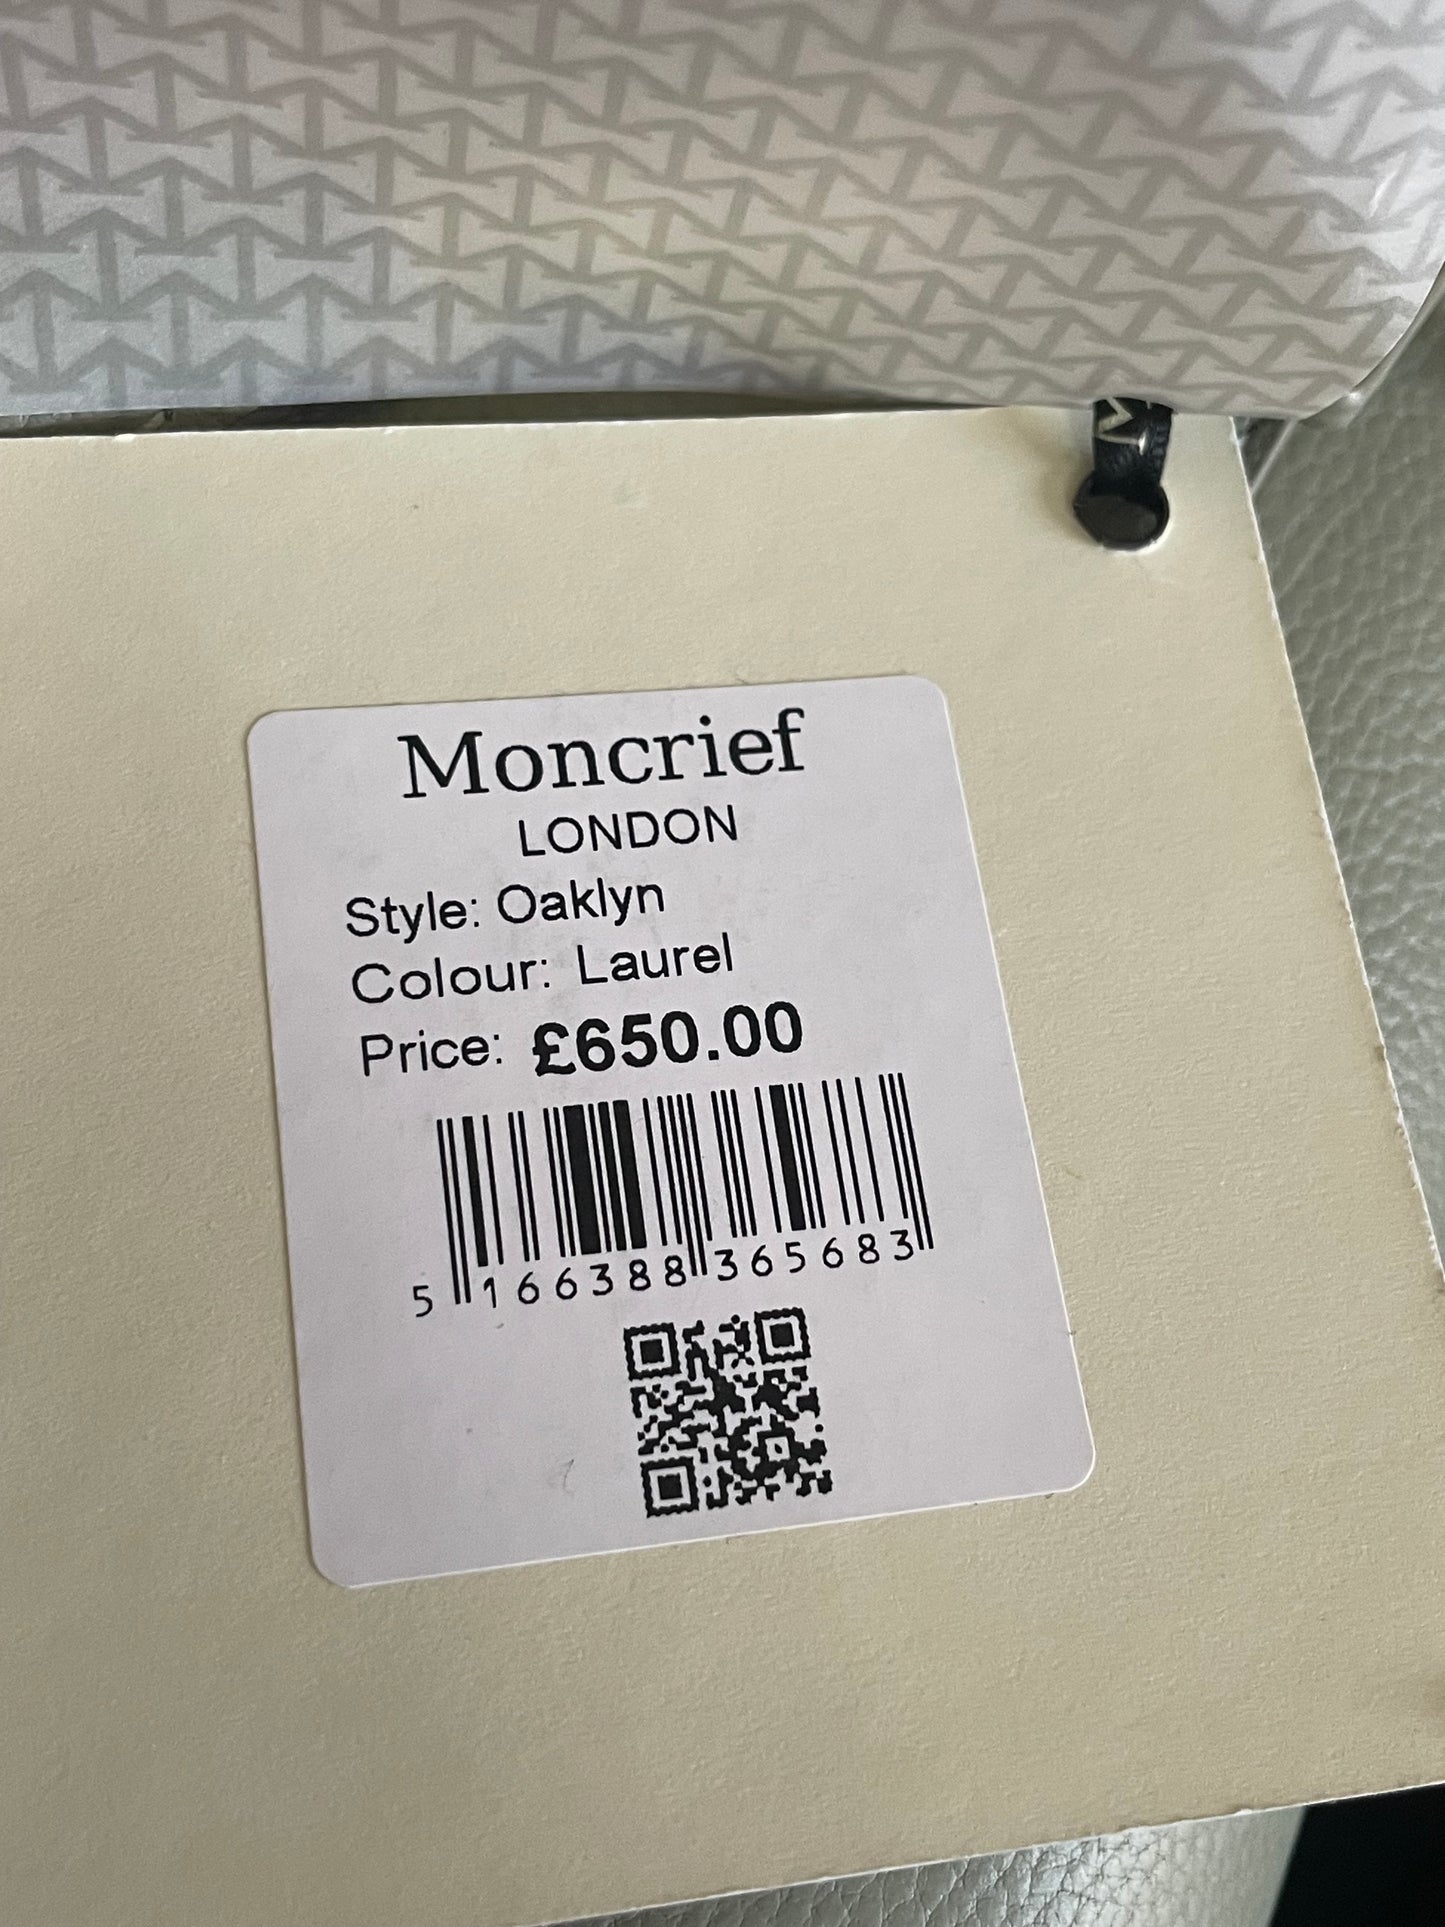 M
Moncrief
LONDON
Style: Oaklyn
Colour: Laurel
Price: £650.00
5 166388 365683